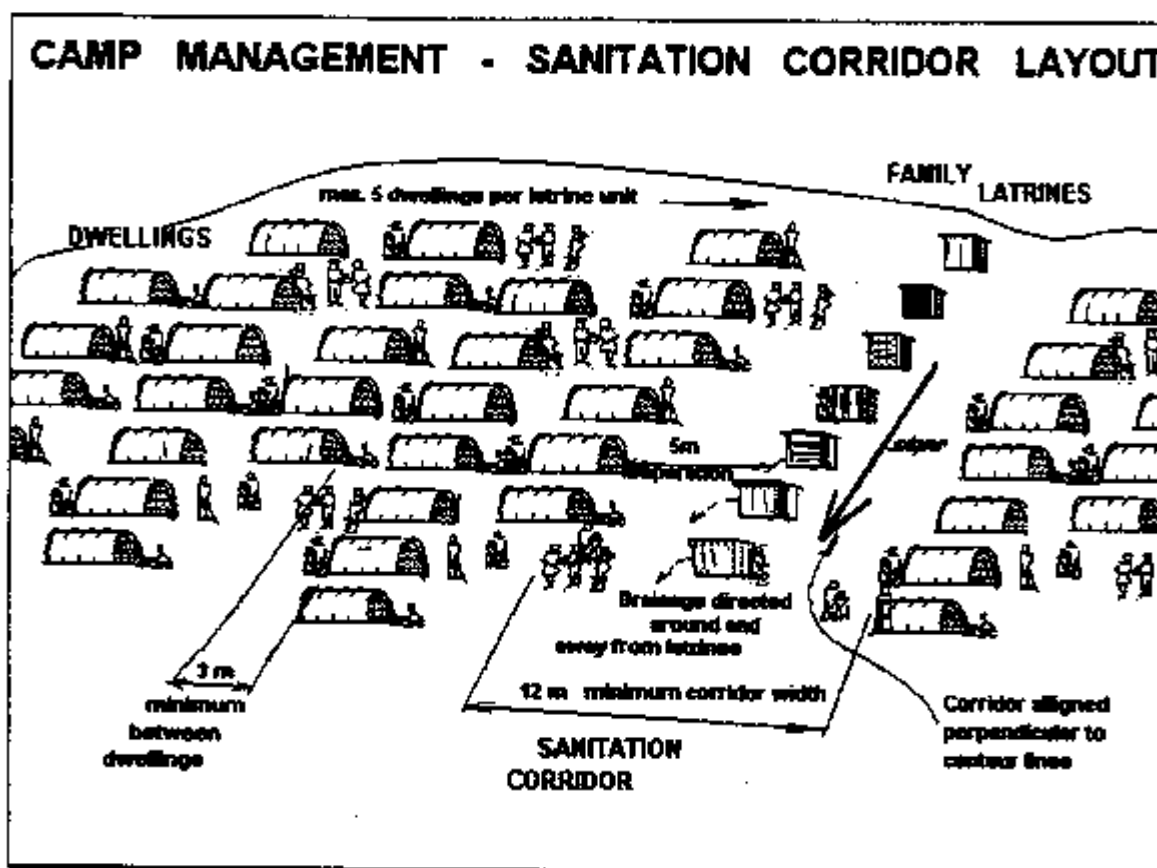 CAMP MANAGEMENT - SANITATION CORRIDOR LAYOUT
FAMILY
LATRINES
max. 5 dwellings per latrine unit
DWELLINGS
5m
separation
Drainage directed
around and
away from latrines
3 m
minimum
between
dwellings
12 m minimum corridor width
SANITATION
CORRIDOR
Corridor alligned
perpendicular to
contour lines